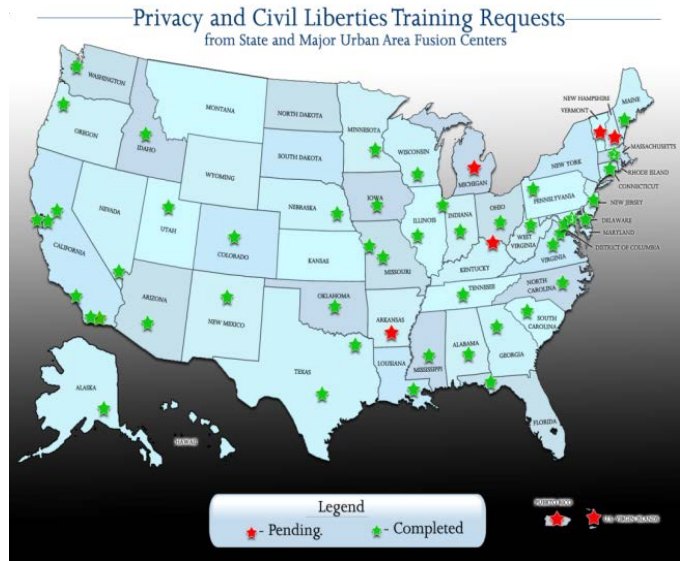 Privacy and Civil Liberties Training Requests
from State and Major Urban Area Fusion Centers
WASHINGTON
MONTANA
NORTH DAKOTA
MINNESOTA
NEW HAMPSHIRE
VERMONT
MAINE
OREGON
IDAHO
SOUTH DAKOTA
WISCONSIN
MICHIGAN
NEW YORK
MASSACHUSETTS
RHODE ISLAND
CONNECTICUT
WYOMING
IOWA
PENNSYLVANIA
NEW JERSEY
NEVADA
UTAH
COLORADO
NEBRASKA
ILLINOIS
INDIANA
OHIO
WEST
VIRGINIA
DELAWARE
MARYLAND
DISTRICT OF COLUMBIA
CALIFORNIA
KANSAS
MISSOURI
KENTUCKY
VIRGINIA
ARIZONA
NEW MEXICO
OKLAHOMA
ARKANSAS
TENNESSEE
NORTH
CAROLINA
SOUTH
CAROLINA
TEXAS
LOUISIANA
MISSISSIPPI
ALABAMA
GEORGIA
ALASKA
HAWAII
FLORIDA
PUERTO RICO
U.S. VIRGIN ISLANDS
Legend
- Pending.
- Completed